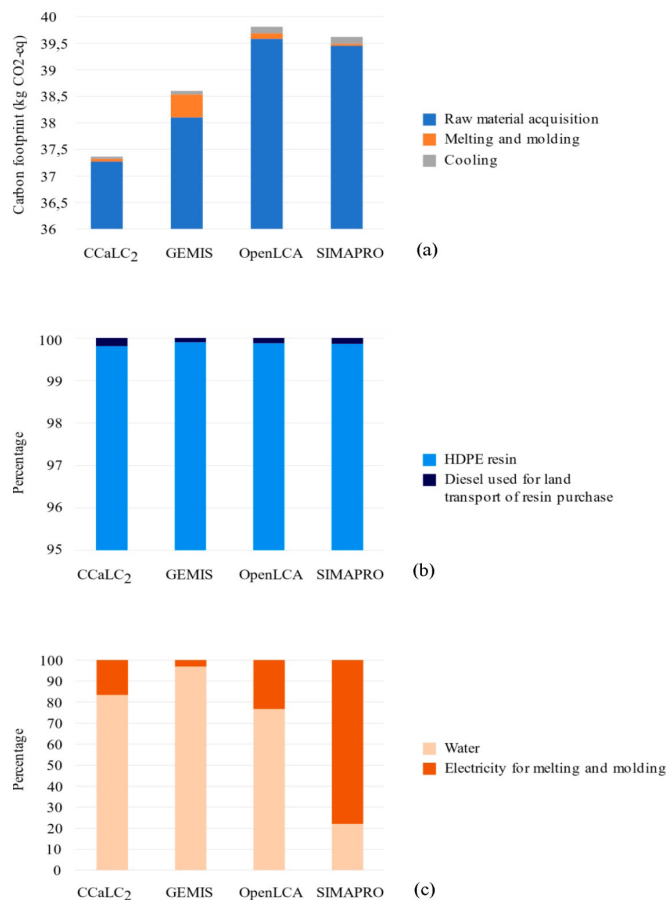 Carbon footprint (kg CO2-eq)
40
39,5
39
38,5
38
37,5
37
36,5
36
CCaLC2
GEMIS
OpenLCA
SIMAPRO
Raw material acquisition
Melting and molding
Cooling
(a)
Percentage
100
99
98
97
96
95
CCaLC2
GEMIS
OpenLCA
SIMAPRO
HDPE resin
Diesel used for land
transport of resin purchase
(b)
Percentage
100
90
80
70
60
50
40
30
20
10
0
CCaLC2
GEMIS
OpenLCA
SIMAPRO
Water
Electricity for melting and molding
(c)